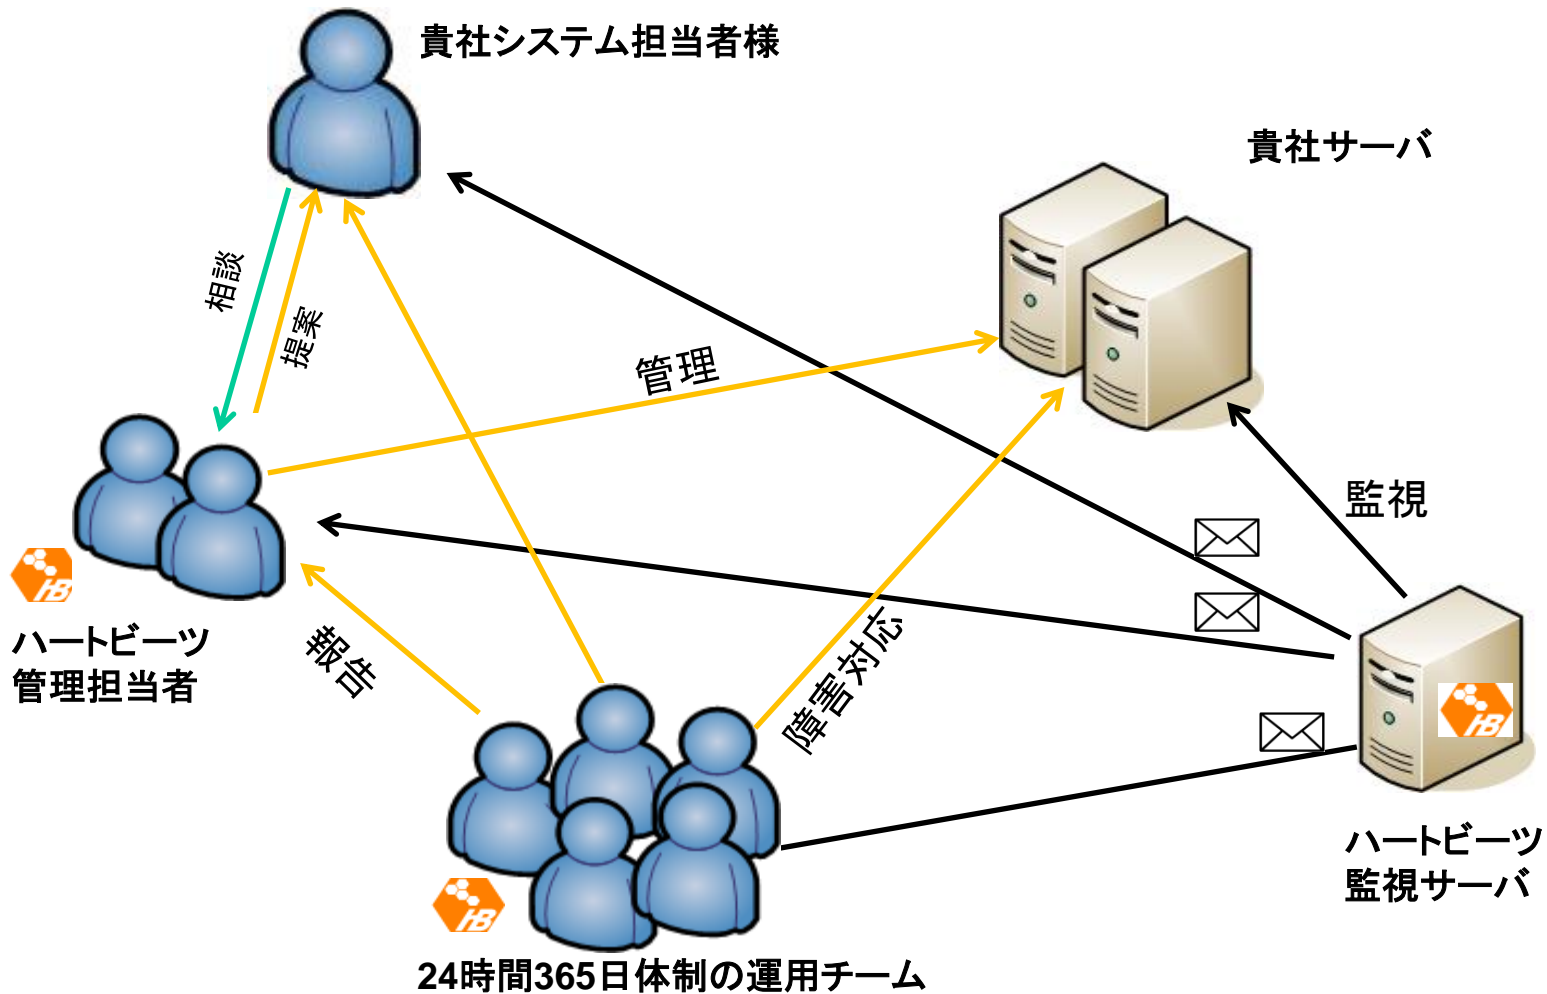 貴社システム担当者様
貴社サーバ
相談
提案
管理
監視
ハートビーツ
管理担当者
報告
障害対応
HB
HB
HB
ハートビーツ
監視サーバ
24時間365日体制の運用チーム